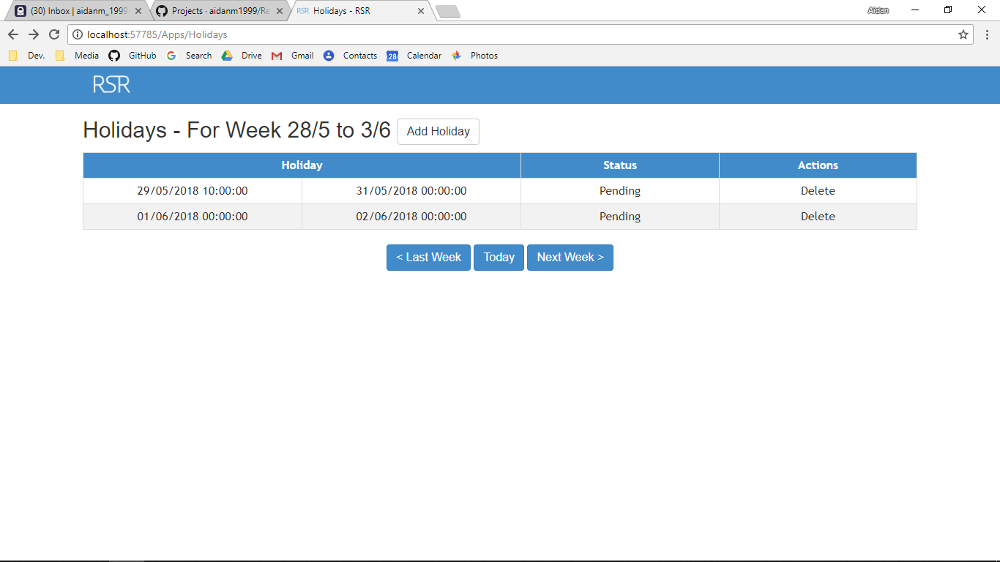 (30) Inbox | aidanm_1999
Projects · aidanm1999/Re
RSR Holidays - RSR
Aidan
localhost:57785/Apps/Holidays
Dev. Media GitHub Search Drive Gmail 28 Calendar Contacts Photos
RSR
Holidays - For Week 28/5 to 3/6 Add Holiday
Holiday Status Actions
29/05/2018 10:00:00 31/05/2018 00:00:00 Pending Delete
01/06/2018 00:00:00 02/06/2018 00:00:00 Pending Delete
< Last Week Today Next Week >